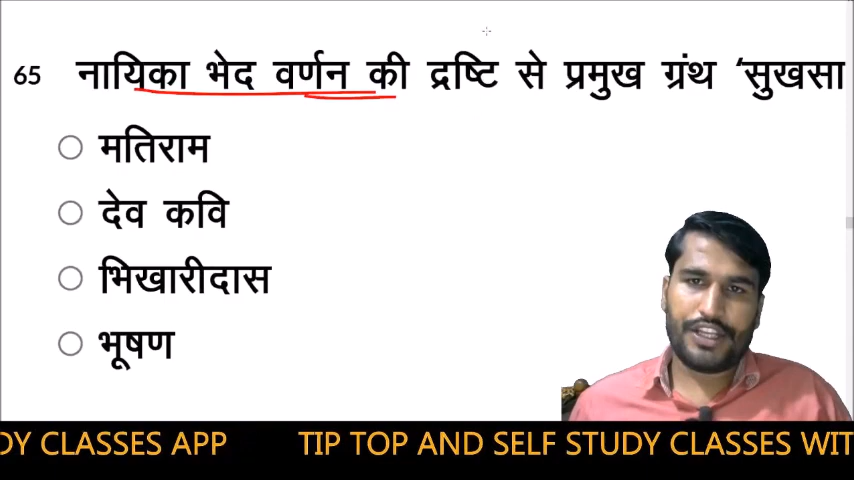 65 नायिका भेद वर्णन की द्रष्टि से प्रमुख ग्रंथ ‘सुखसा
मतिराम
देव कवि
भिखारीदास
भूषण
DY CLASSES APP TIP TOP AND SELF STUDY CLASSES WIT